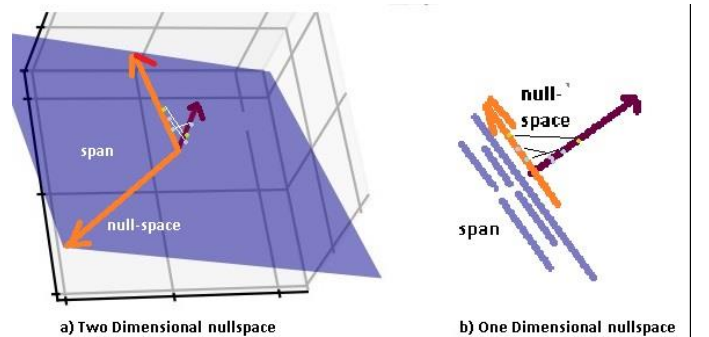 span
null-space
a) Two Dimensional nullspace
null-
space
span
b) One Dimensional nullspace